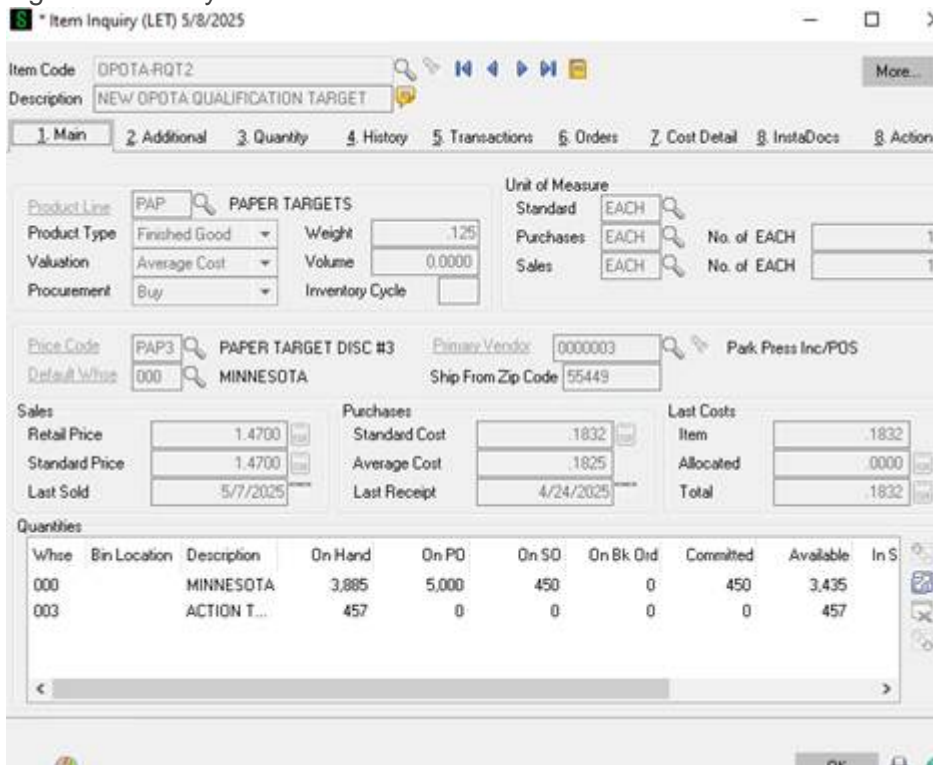 S * Item Inquiry (LET) 5/8/2025
Item Code OPOTA-RQT2 More...
Description NEW OPOTA QUALIFICATION TARGET
1. Main 2. Additional 3. Quantity 4. History 5. Transactions 6. Orders 7. Cost Detail 8. InstaDocs 8. Action
Unit of Measure
Product Line PAP PAPER TARGETS Standard EACH
Product Type Finished Good Weight .125 Purchases EACH No. of EACH 1
Valuation Average Cost Volume 0.0000 Sales EACH No. of EACH 1
Procurement Buy Inventory Cycle
Price Code PAP3 PAPER TARGET DISC #3 Primary Vendor 0000003 Park Press Inc/POS
Default Whse 000 MINNESOTA Ship From Zip Code 55449
Sales Purchases Last Costs
Retail Price 1.4700 Standard Cost .1832 Item .1832
Standard Price 1.4700 Average Cost .1825 Allocated .0000
Last Sold 5/7/2025 Last Receipt 4/24/2025 Total .1832
Quantities
Whse Bin Location Description On Hand On PO On SO On Bk Ord Committed Available In S
000 MINNESOTA 3,885 5,000 450 0 450 3,435
003 ACTION T... 457 0 0 0 0 457